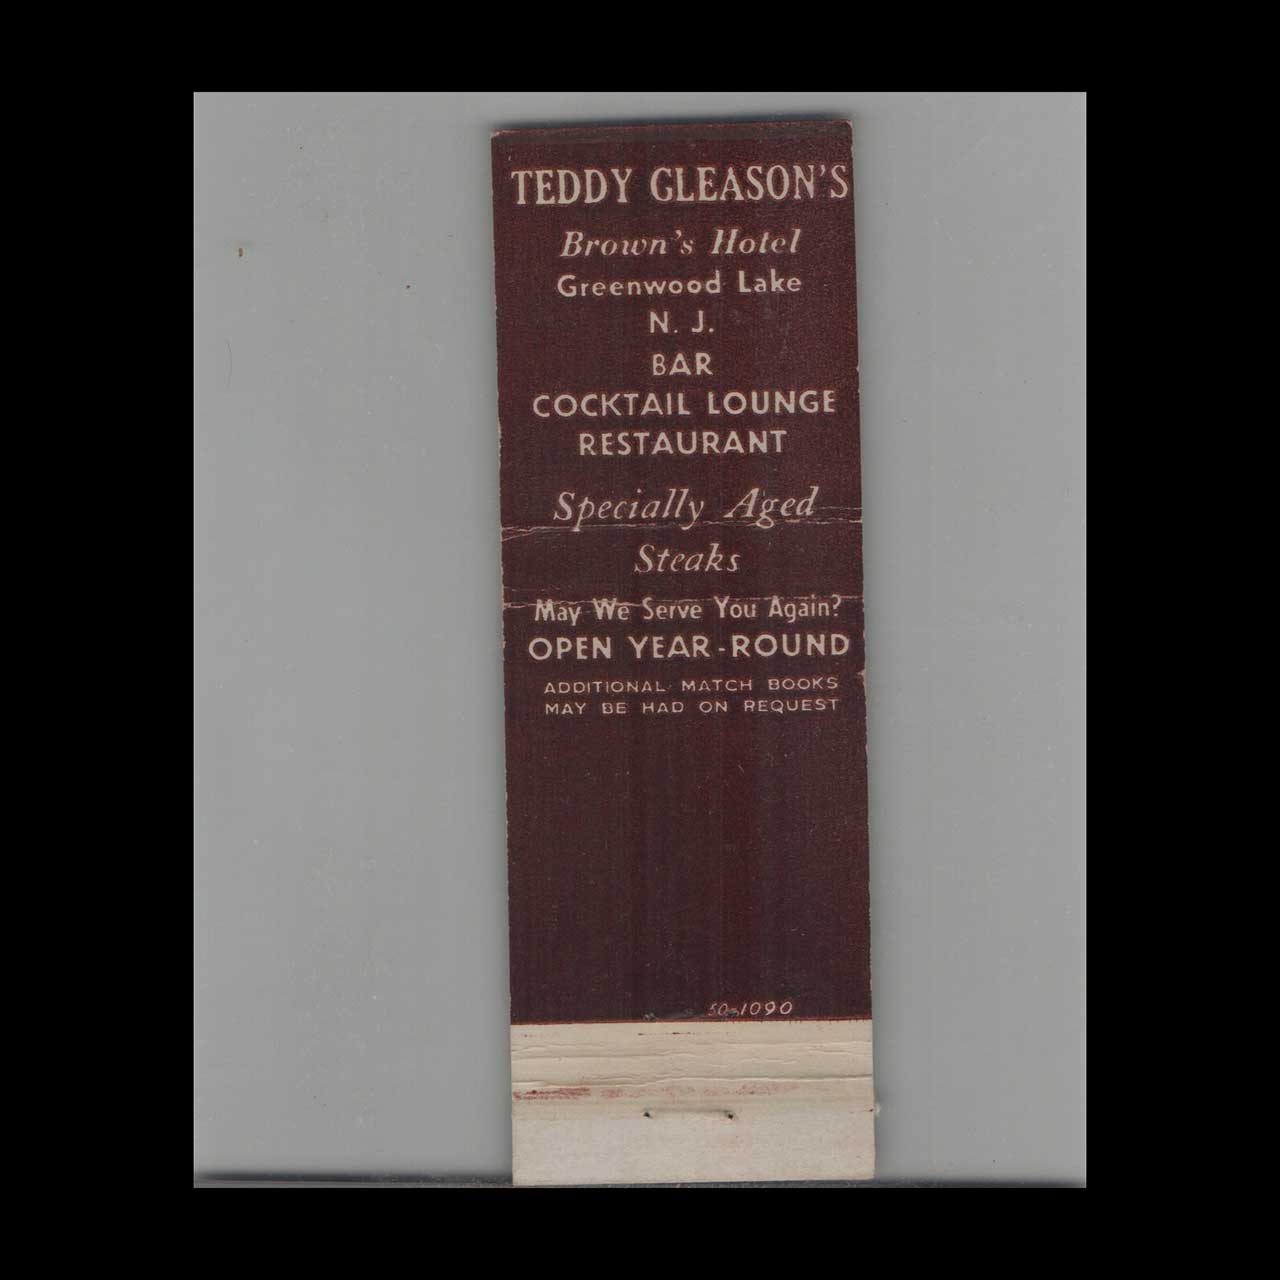 TEDDY GLEASON'S
Brown's Hotel
Greenwood Lake
N. J.
BAR
COCKTAIL LOUNGE
RESTAURANT
Specially Aged
Steaks
May We Serve You Again?
OPEN YEAR-ROUND
ADDITIONAL MATCH BOOKS
MAY BE HAD ON REQUEST
50-1090